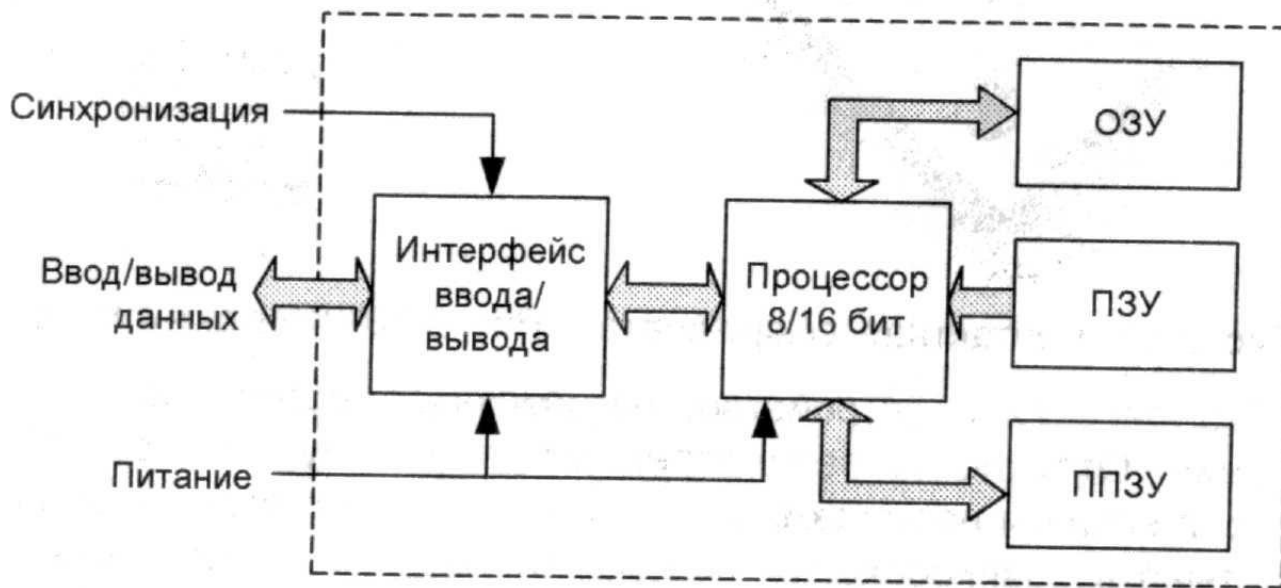 Синхронизация
ОЗУ
Ввод/вывод
данных
Интерфейс
ввода/
вывода
Процессор
8/16 бит
ПЗУ
Питание
ППЗУ